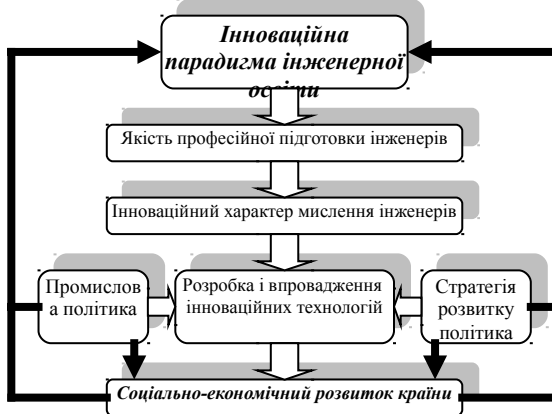 Інноваційна
парадигма інженерної
освіти
Якість професійної підготовки інженерів
Інноваційний характер мислення інженерів
Промислов
а політика
Розробка і впровадження
інноваційних технологій
Стратегія
розвитку
політика
Соціально-економічний розвиток країни